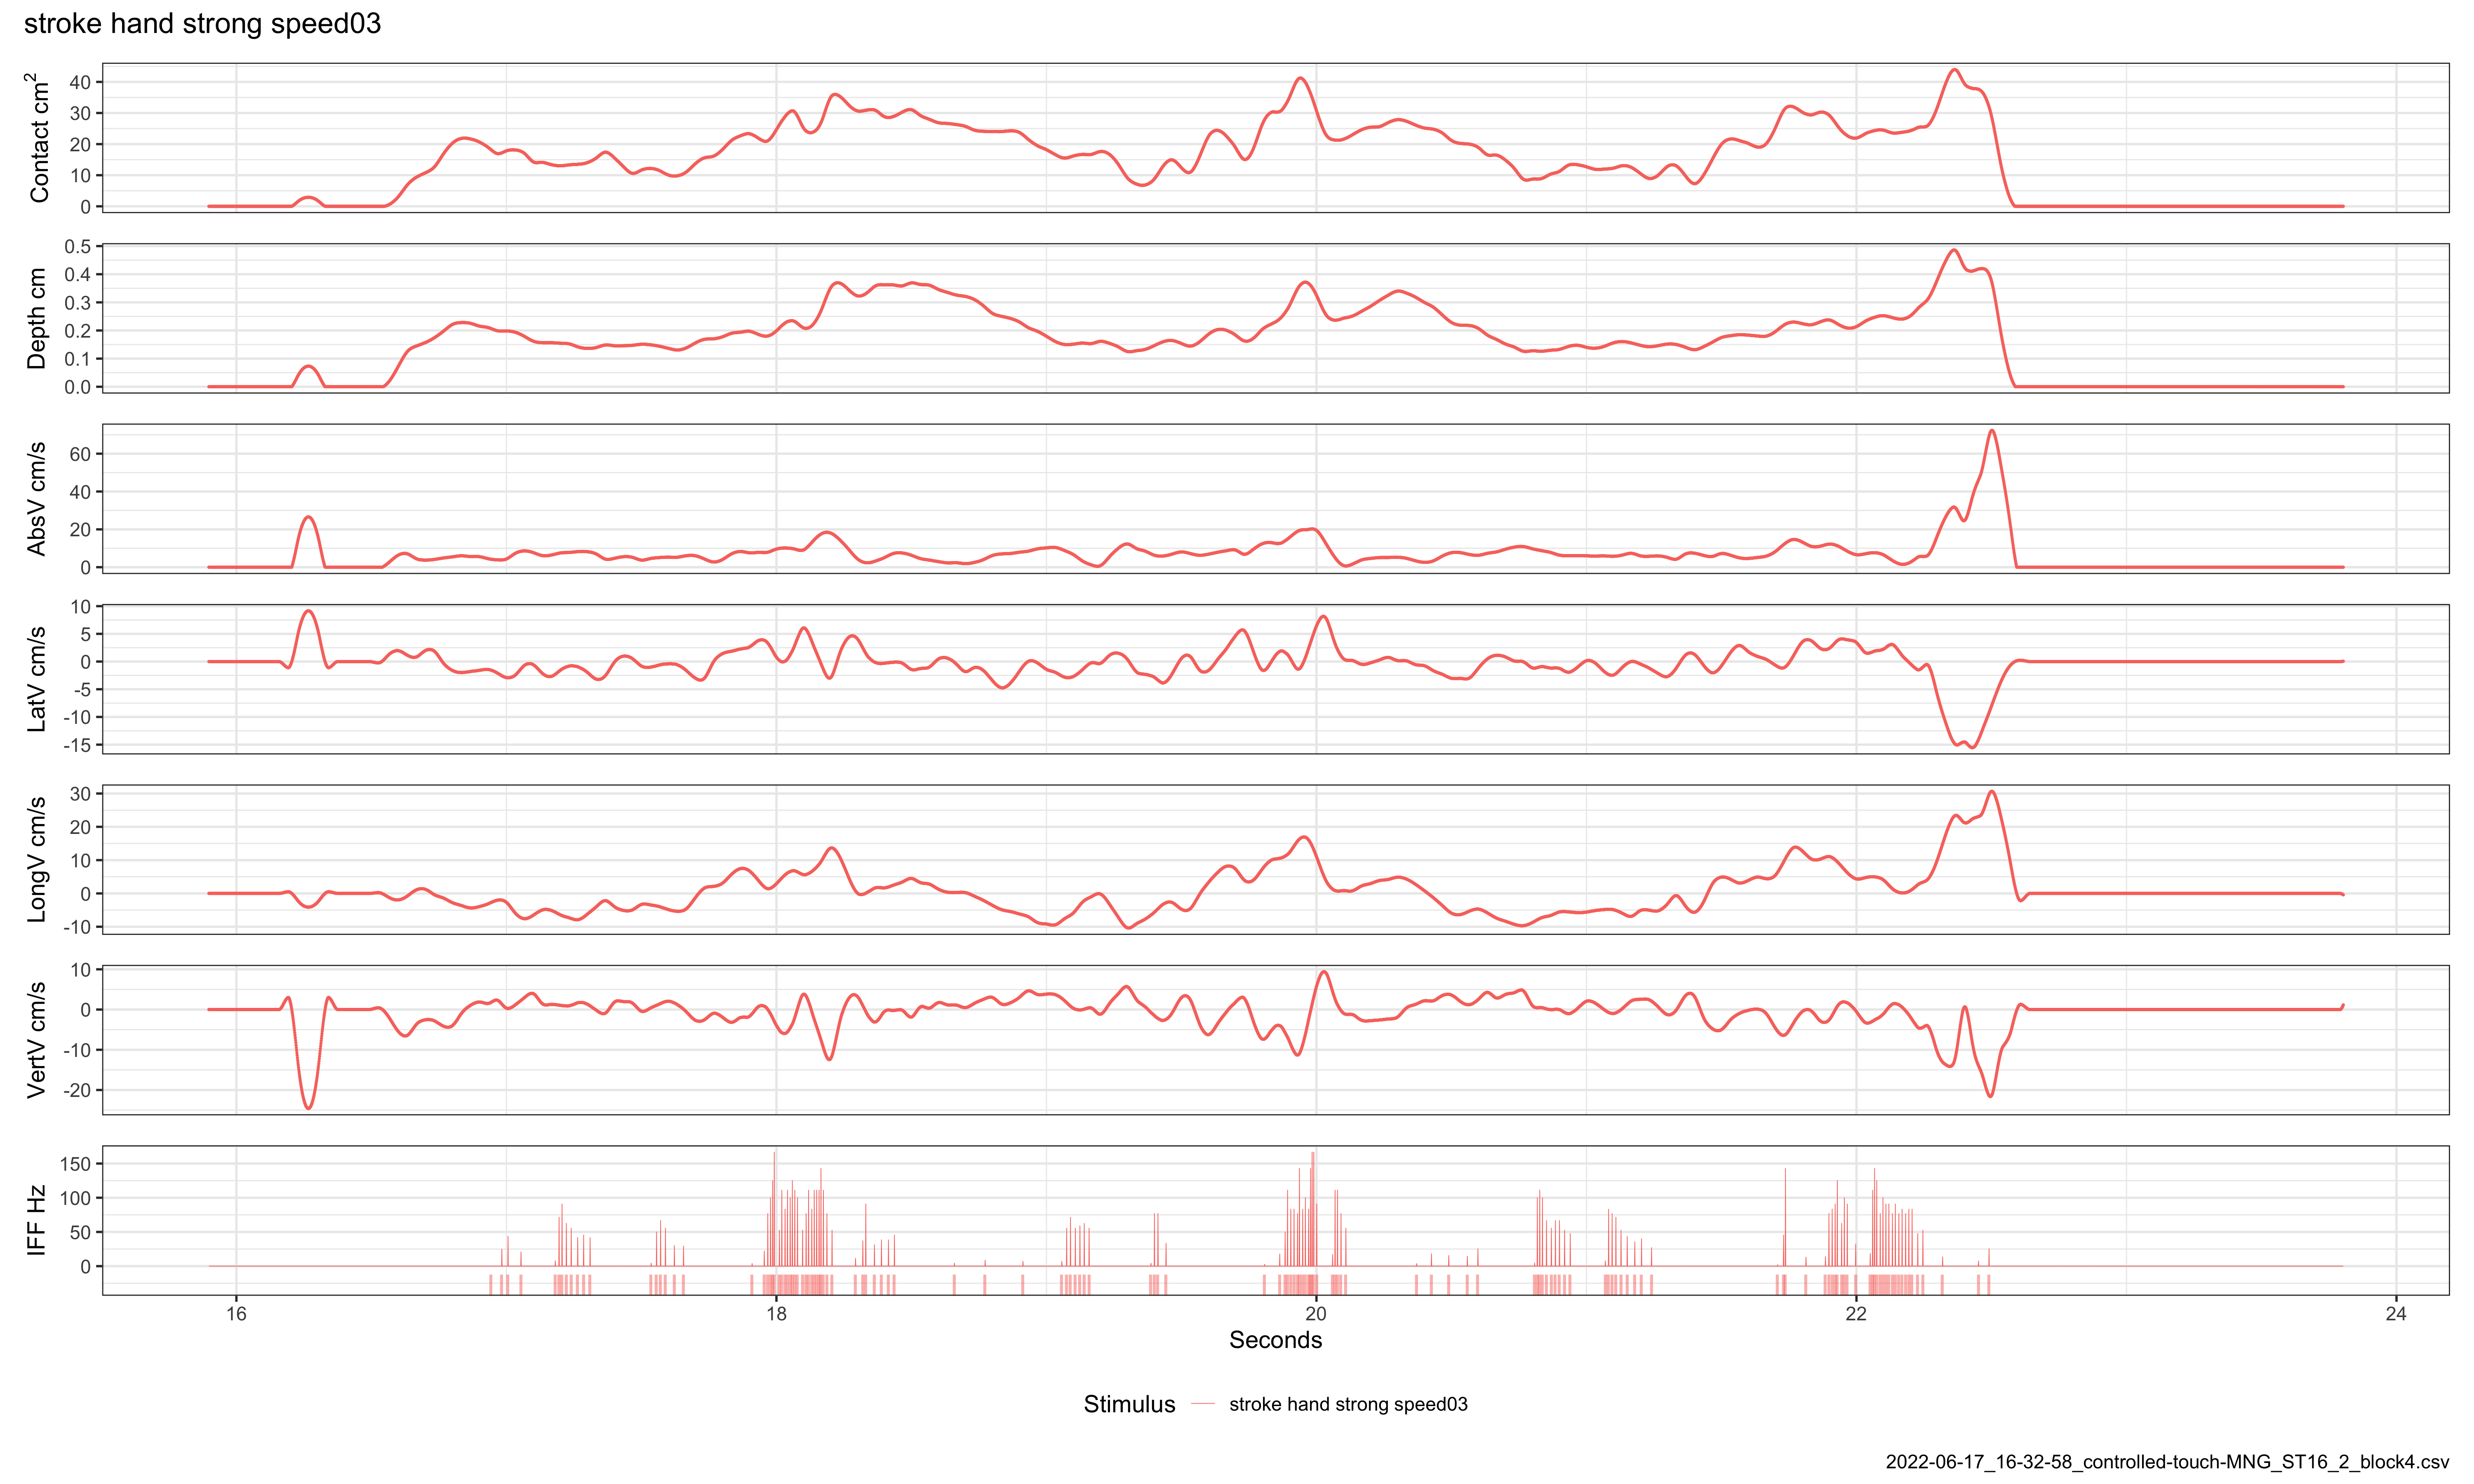 stroke hand strong speed03
Contact cm²
40
30
20
10
0
Depth cm
0.5
0.4
0.3
0.2
0.1
0.0
AbsV cm/s
60
40
20
0
LatV cm/s
10
5
0
-5
-10
-15
LongV cm/s
30
20
10
0
-10
VertV cm/s
10
0
-10
-20
IFF Hz
150
100
50
0
16 18 20 22 24
Seconds
Stimulus stroke hand strong speed03
2022-06-17_16-32-58_controlled-touch-MNG_ST16_2_block4.csv